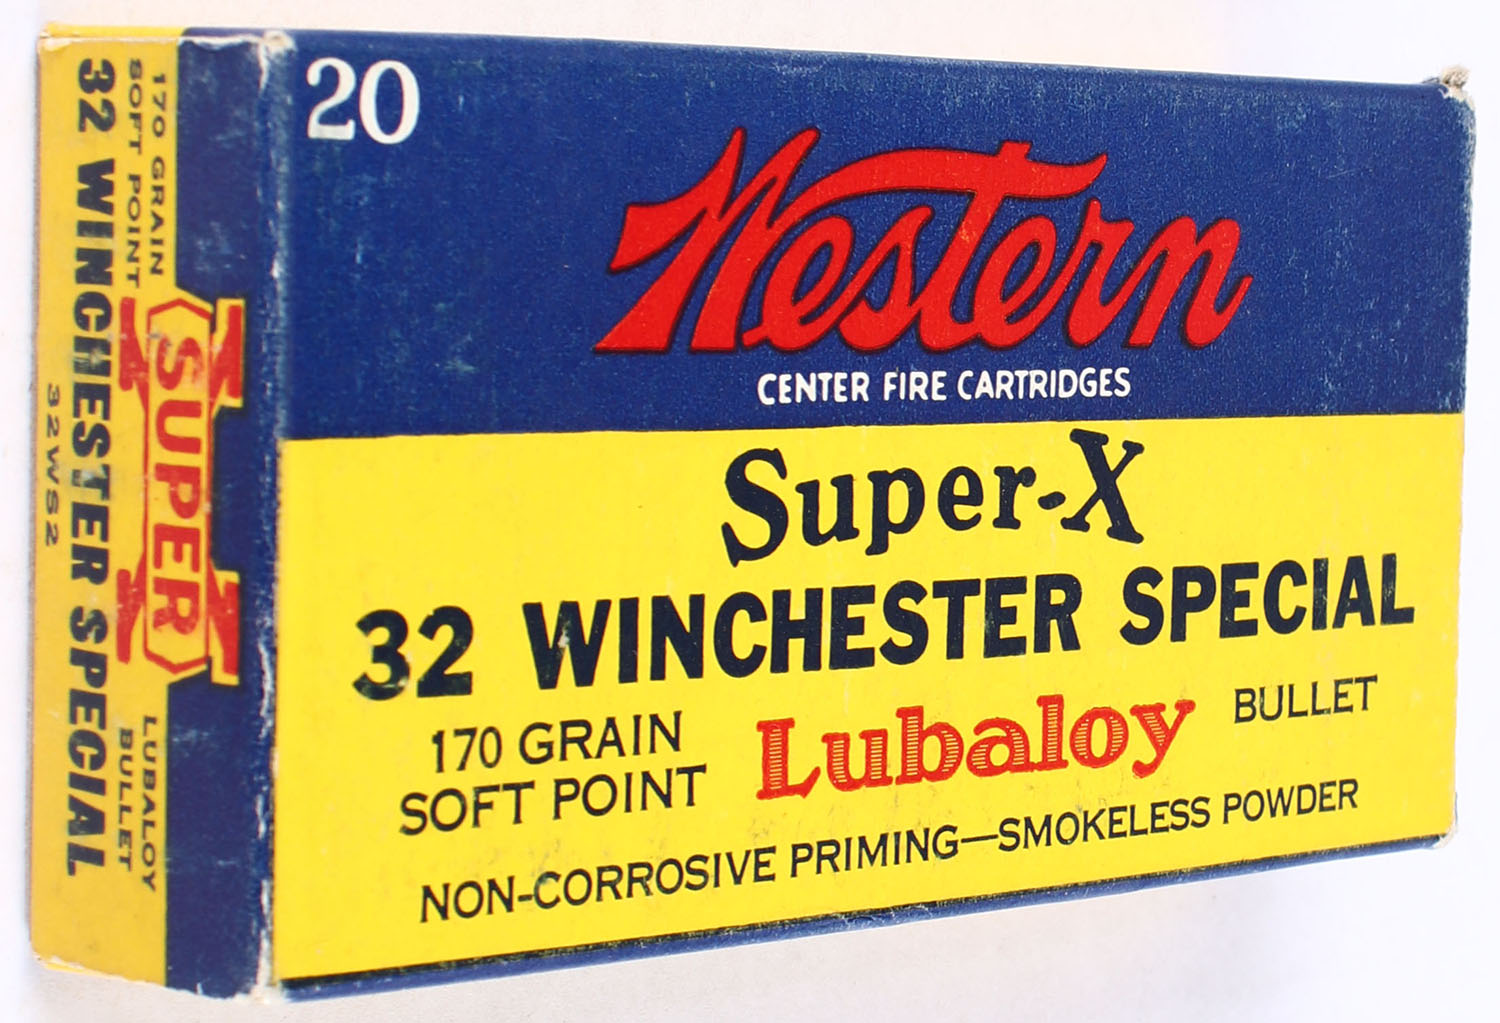 20
Western
CENTER FIRE CARTRIDGES
Super-X
32 WINCHESTER SPECIAL
170 GRAIN
SOFT POINT
Lubaloy
BULLET
NON-CORROSIVE PRIMING—SMOKELESS POWDER
170 GRAIN
SOFT POINT
SUPER
X
LUBALOY
BULLET
32 WINCHESTER SPECIAL
32WS2